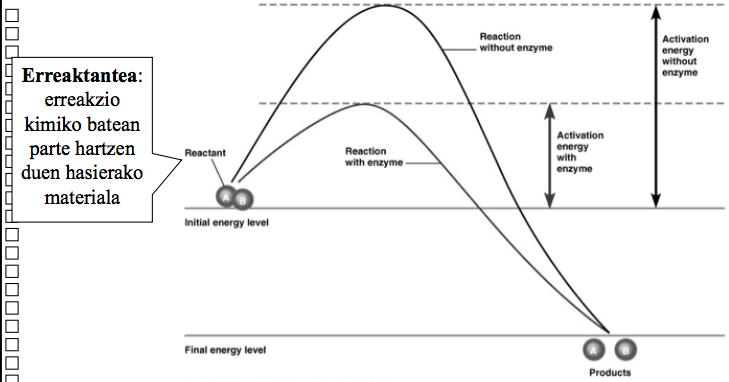 Erreaktantea:
erreakzio
kimiko batean
parte hartzen
duen hasierako
materiala
Reactant
A B
Initial energy level
Reaction
without enzyme
Reaction
with enzyme
Activation
energy
with
enzyme
Activation
energy
without
enzyme
Final energy level
A B
Products